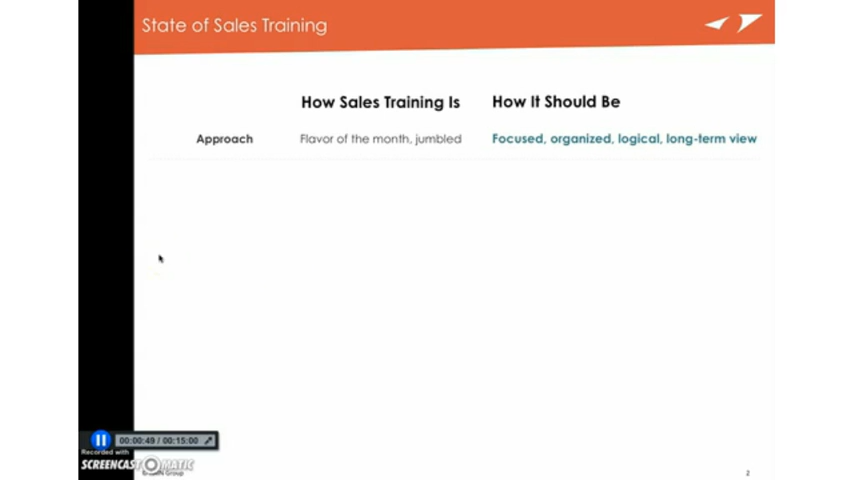 State of Sales Training
How Sales Training Is How It Should Be
Approach Flavor of the month, jumbled Focused, organized, logical, long-term view
00:00:49 / 00:15:00
Recorded with
SCREENCAST MATIC
Group
2